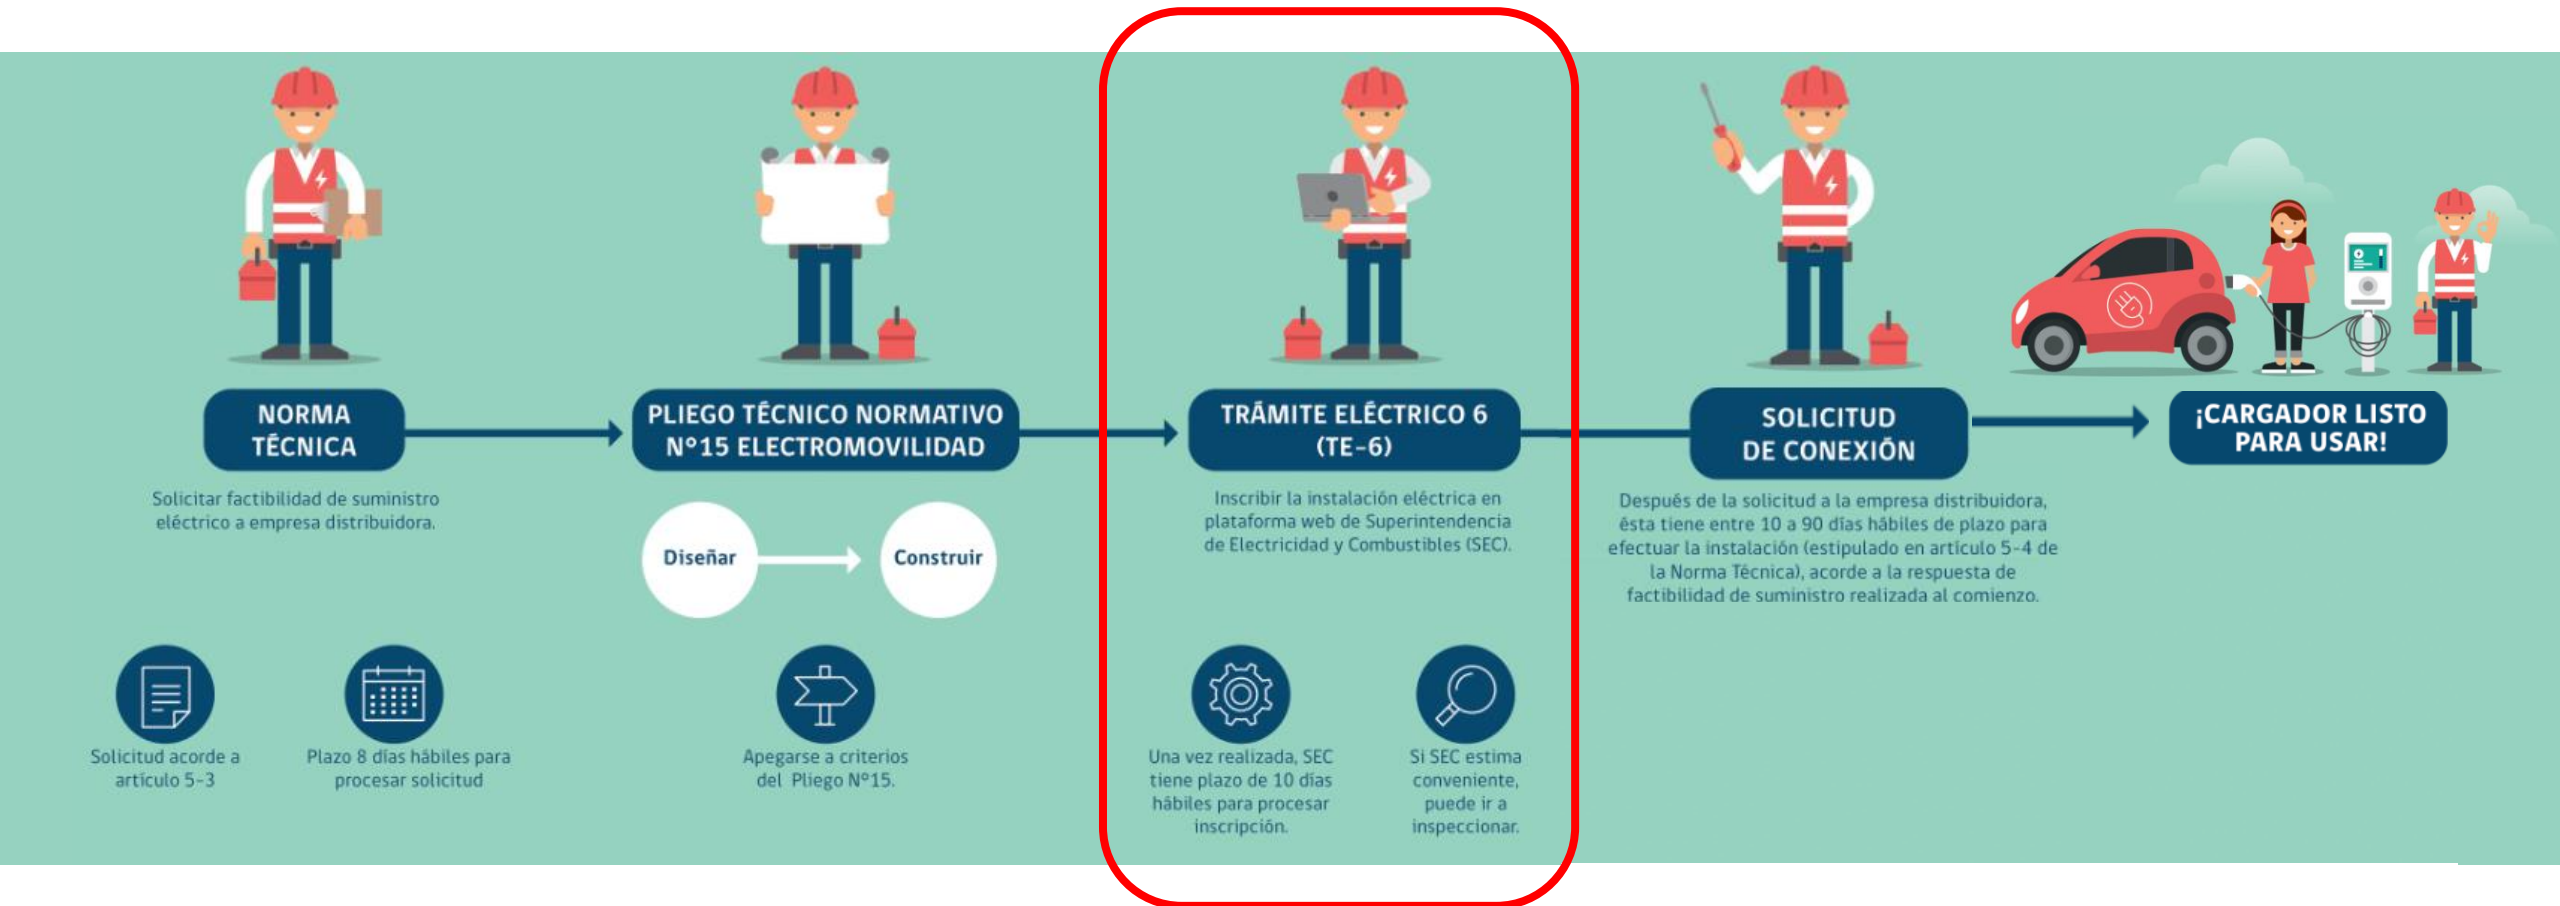 NORMA
TÉCNICA
Solicitar factibilidad de suministro
eléctrico a empresa distribuidora.
Solicitud acorde a
artículo 5-3
Plazo 8 días hábiles para
procesar solicitud
PLIEGO TÉCNICO NORMATIVO
N°15 ELECTROMOVILIDAD
Diseñar
Construir
Apegarse a criterios
del Pliego Nº15.
TRÁMITE ELÉCTRICO 6
(TE-6)
Inscribir la instalación eléctrica en
plataforma web de Superintendencia
de Electricidad y Combustibles (SEC).
Una vez realizada, SEC
tiene plazo de 10 días
hábiles para procesar
inscripción.
Si SEC estima
conveniente,
puede ir a
inspeccionar.
SOLICITUD
DE CONEXIÓN
Después de la solicitud a la empresa distribuidora,
ésta tiene entre 10 a 90 días hábiles de plazo para
efectuar la instalación (estipulado en artículo 5-4 de
la Norma Técnica), acorde a la respuesta de
factibilidad de suministro realizada al comienzo.
¡CARGADOR LISTO
PARA USAR!